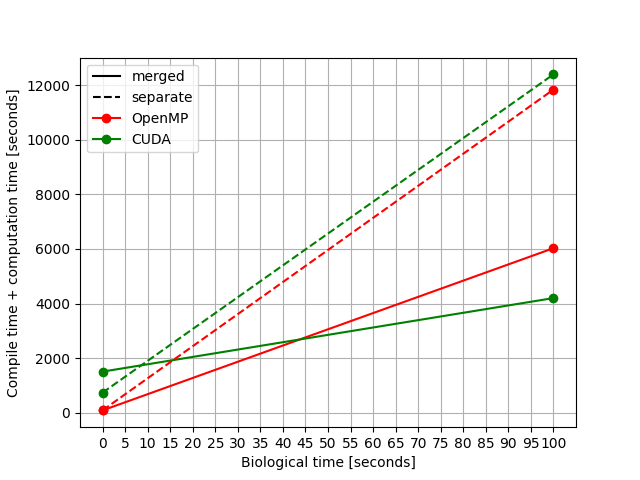 merged
separate
OpenMP
CUDA
Compile time + computation time [seconds]
12000
10000
8000
6000
4000
2000
0
0 5 10 15 20 25 30 35 40 45 50 55 60 65 70 75 80 85 90 95 100
Biological time [seconds]